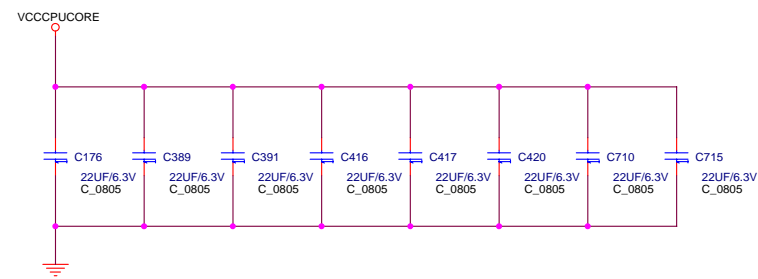 VCCCPUCORE
C176 C389 C391 C416 C417 C420 C710 C715
22UF/6.3V 22UF/6.3V 22UF/6.3V 22UF/6.3V 22UF/6.3V 22UF/6.3V 22UF/6.3V 22UF/6.3V
C_0805 C_0805 C_0805 C_0805 C_0805 C_0805 C_0805 C_0805